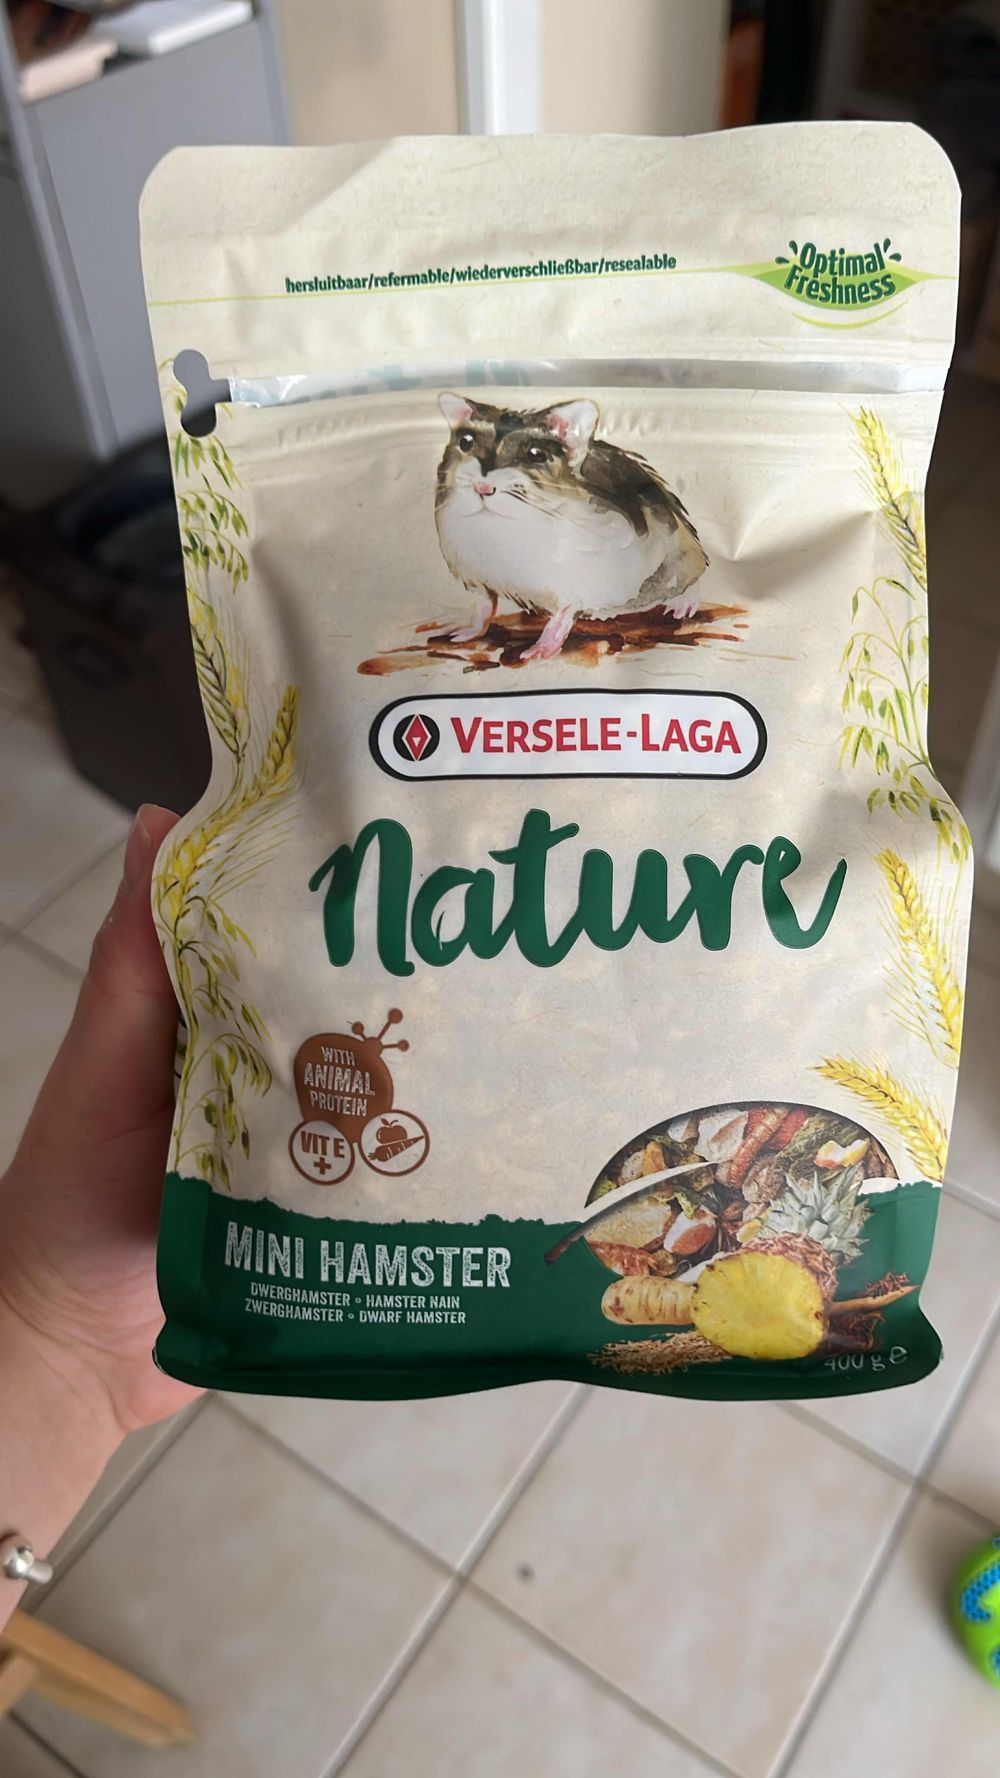 hersluitbaar/refermable/wiederverschließbar/resealable
Optimal
Freshness
VERSELE-LAGA
Nature
WITH
ANIMAL
PROTEIN
VIT E
+
MINI HAMSTER
DWERGHAMSTER • HAMSTER NAIN
ZWERGHAMSTER • DWARF HAMSTER
400 g e